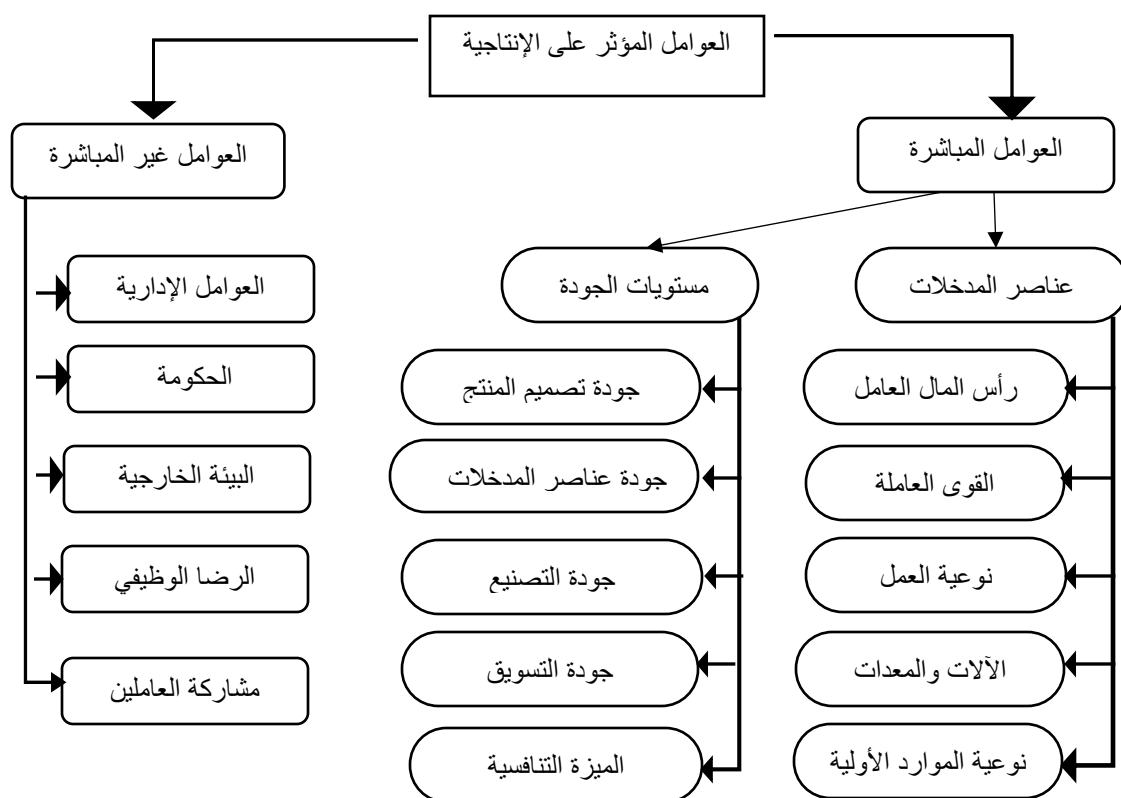 العوامل المؤثر على الإنتاجية
العوامل المباشرة
العوامل غير المباشرة
عناصر المدخلات
رأس المال العامل
القوى العاملة
نوعية العمل
الآلات والمعدات
نوعية الموارد الأولية
مستويات الجودة
جودة تصميم المنتج
جودة عناصر المدخلات
جودة التصنيع
جودة التسويق
الميزة التنافسية
العوامل الإدارية
الحكومة
البيئة الخارجية
الرضا الوظيفي
مشاركة العاملين